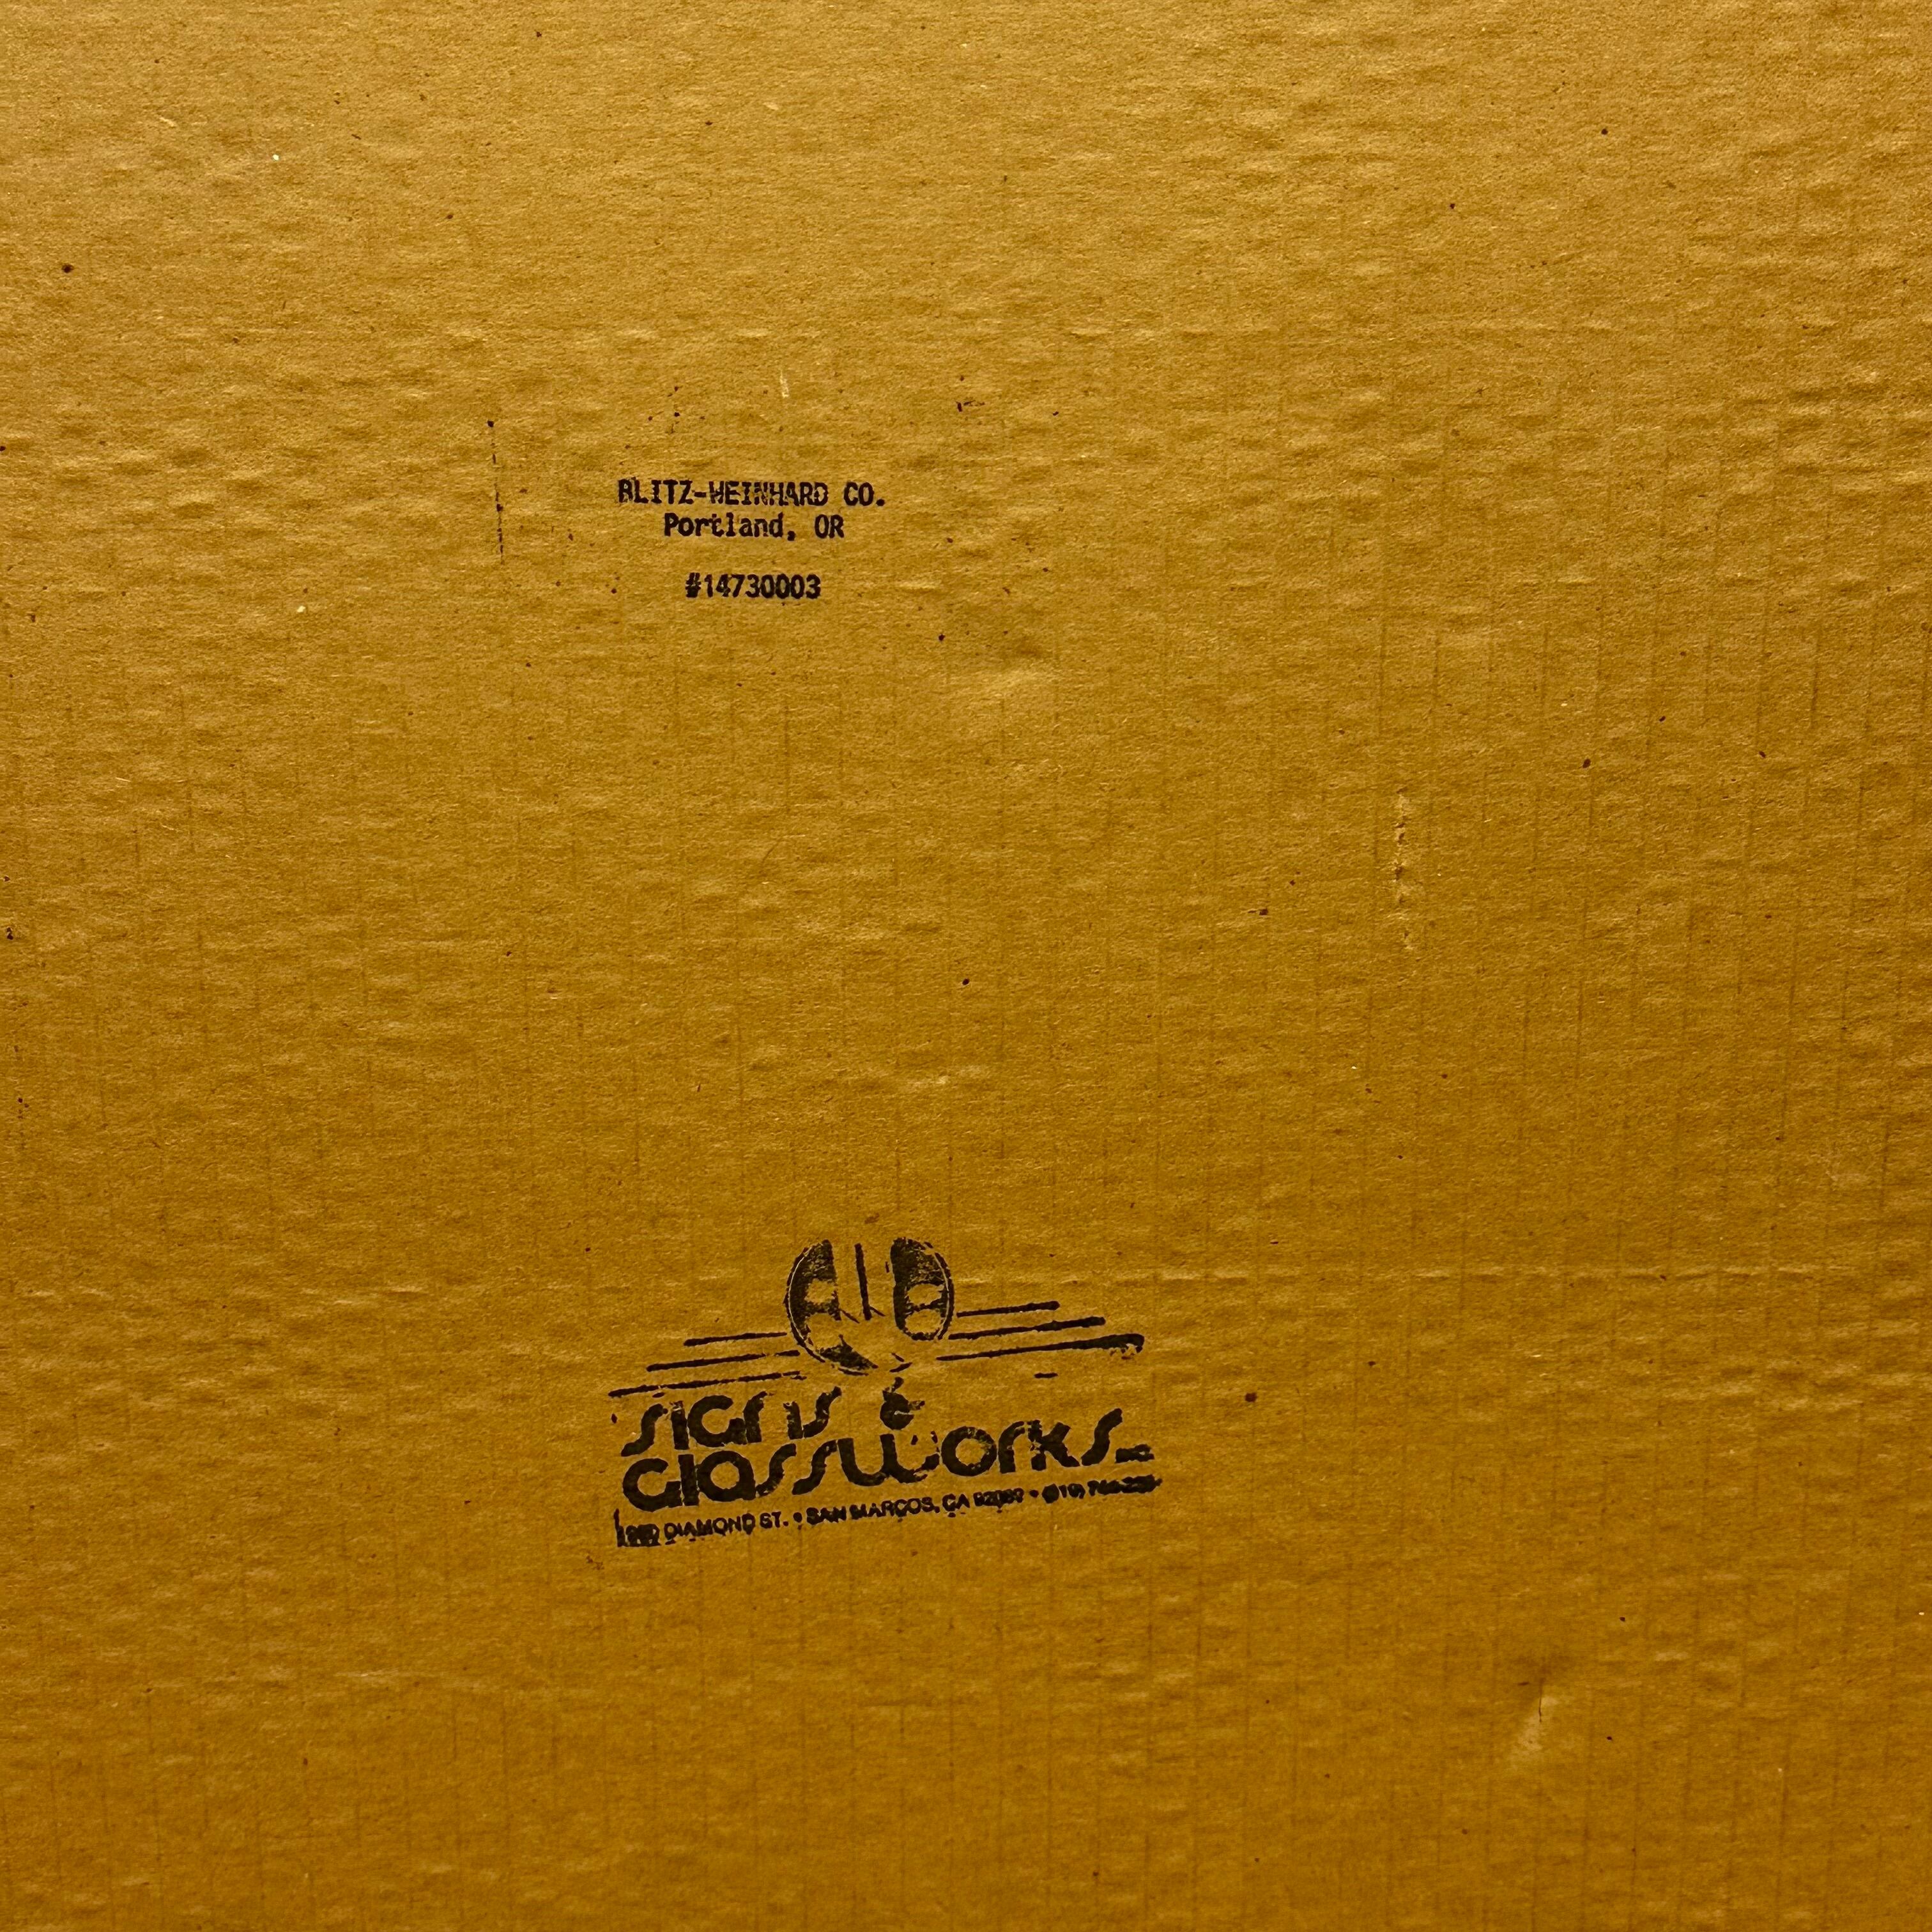 BLITZ-WEINHARD CO.
Portland, OR
#14730003
signs &
glassworks
DIAMOND ST. • SAN MARCOS, CA